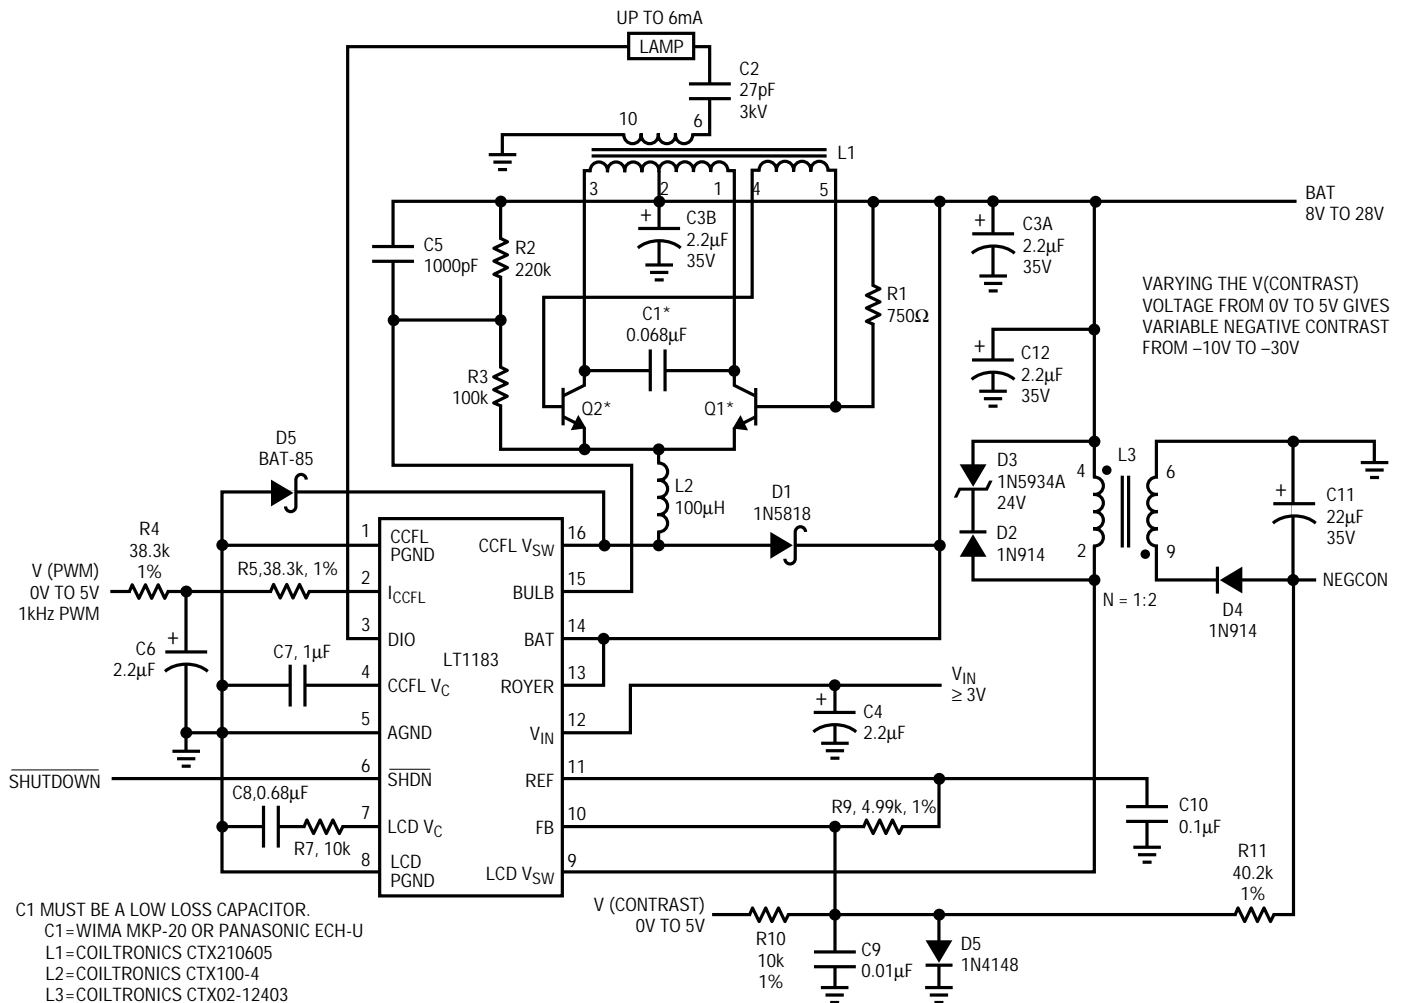 UP TO 6mA
LAMP
C2
27pF
3kV
10
6
L1
3
2
1
4
5
BAT
8V TO 28V
+
C3B
2.2µF
35V
+
C3A
2.2µF
35V
C5
1000pF
R2
220k
R1
750Ω
VARYING THE V(CONTRAST)
VOLTAGE FROM 0V TO 5V GIVES
VARIABLE NEGATIVE CONTRAST
FROM –10V TO –30V
C1*
0.068µF
+
C12
2.2µF
35V
R3
100k
Q2*
Q1*
D5
BAT-85
L2
100µH
D1
1N5818
D3
1N5934A
24V
D2
1N914
4
L3
6
2
9
N = 1:2
+
C11
22µF
35V
NEGCON
D4
1N914
R4
38.3k
1%
V (PWM)
0V TO 5V
1kHz PWM
R5,38.3k, 1%
+
C6
2.2µF
C7, 1µF
SHUTDOWN
C8,0.68µF
R7, 10k
LT1183
1
CCFL
PGND
2
ICCFL
3
DIO
4
CCFL VC
5
AGND
6
SHDN
7
LCD VC
8
LCD
PGND
16
CCFL VSW
15
BULB
14
BAT
13
ROYER
12
VIN
11
REF
10
FB
9
LCD VSW
VIN
≥ 3V
+
C4
2.2µF
R9, 4.99k, 1%
C10
0.1µF
R11
40.2k
1%
V (CONTRAST)
0V TO 5V
R10
10k
1%
C9
0.01µF
D5
1N4148
C1 MUST BE A LOW LOSS CAPACITOR.
C1=WIMA MKP-20 OR PANASONIC ECH-U
L1=COILTRONICS CTX210605
L2=COILTRONICS CTX100-4
L3=COILTRONICS CTX02-12403